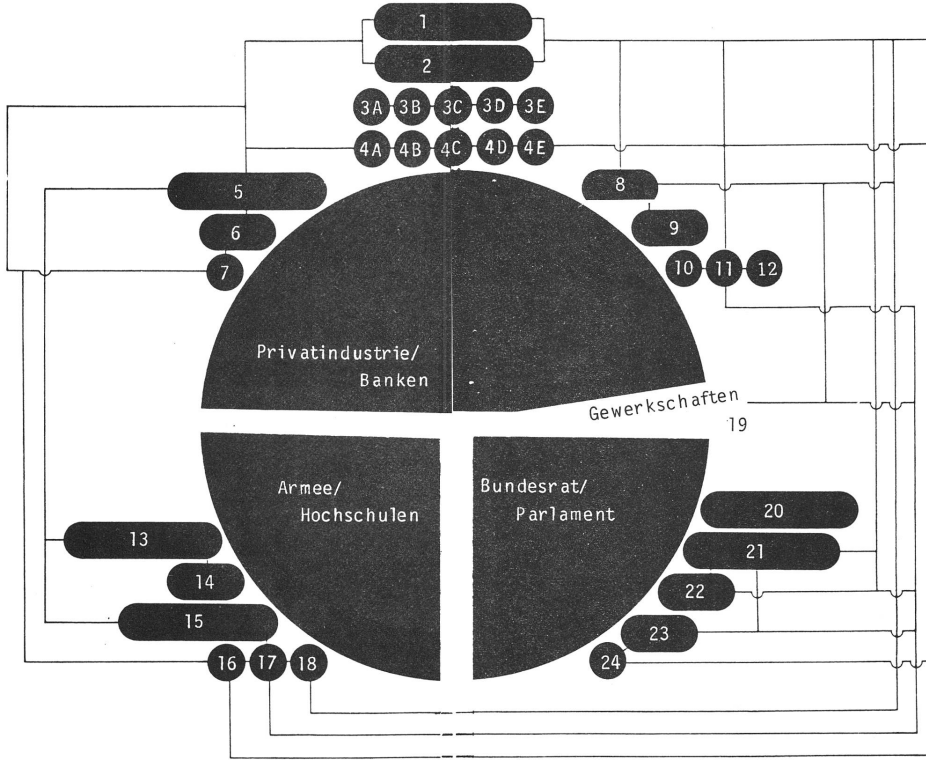 1
2
3A 3B 3C 3D 3E
4A 4B 4C 4D 4E
5
8
6
9
7
10 11 12
Privatindustrie/
Banken
Gewerkschaften
19
Armee/
Hochschulen
Bundesrat/
Parlament
20
13
21
14
22
15
23
16 17 18
24